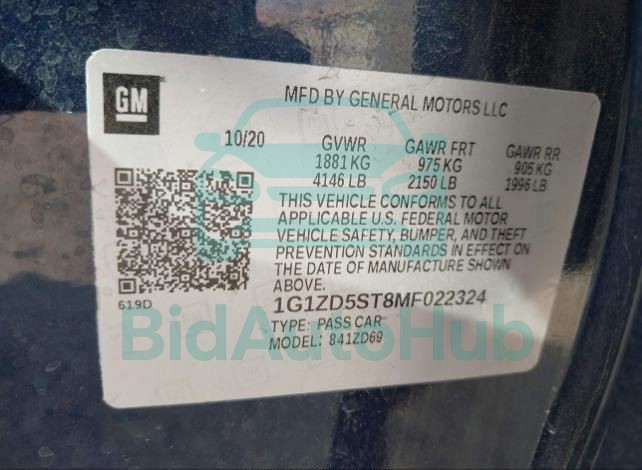 GM
MFD BY GENERAL MOTORS LLC
10/20 GVWR GAWR FRT GAWR RR
1881 KG 975 KG 905 KG
4146 LB 2150 LB 1996 LB
THIS VEHICLE CONFORMS TO ALL
APPLICABLE U.S. FEDERAL MOTOR
VEHICLE SAFETY, BUMPER, AND THEFT
PREVENTION STANDARDS IN EFFECT ON
THE DATE OF MANUFACTURE SHOWN
ABOVE.
619D
1G1ZD5ST8MF022324
TYPE: PASS CAR
MODEL: 841ZD69
BidAutoHub